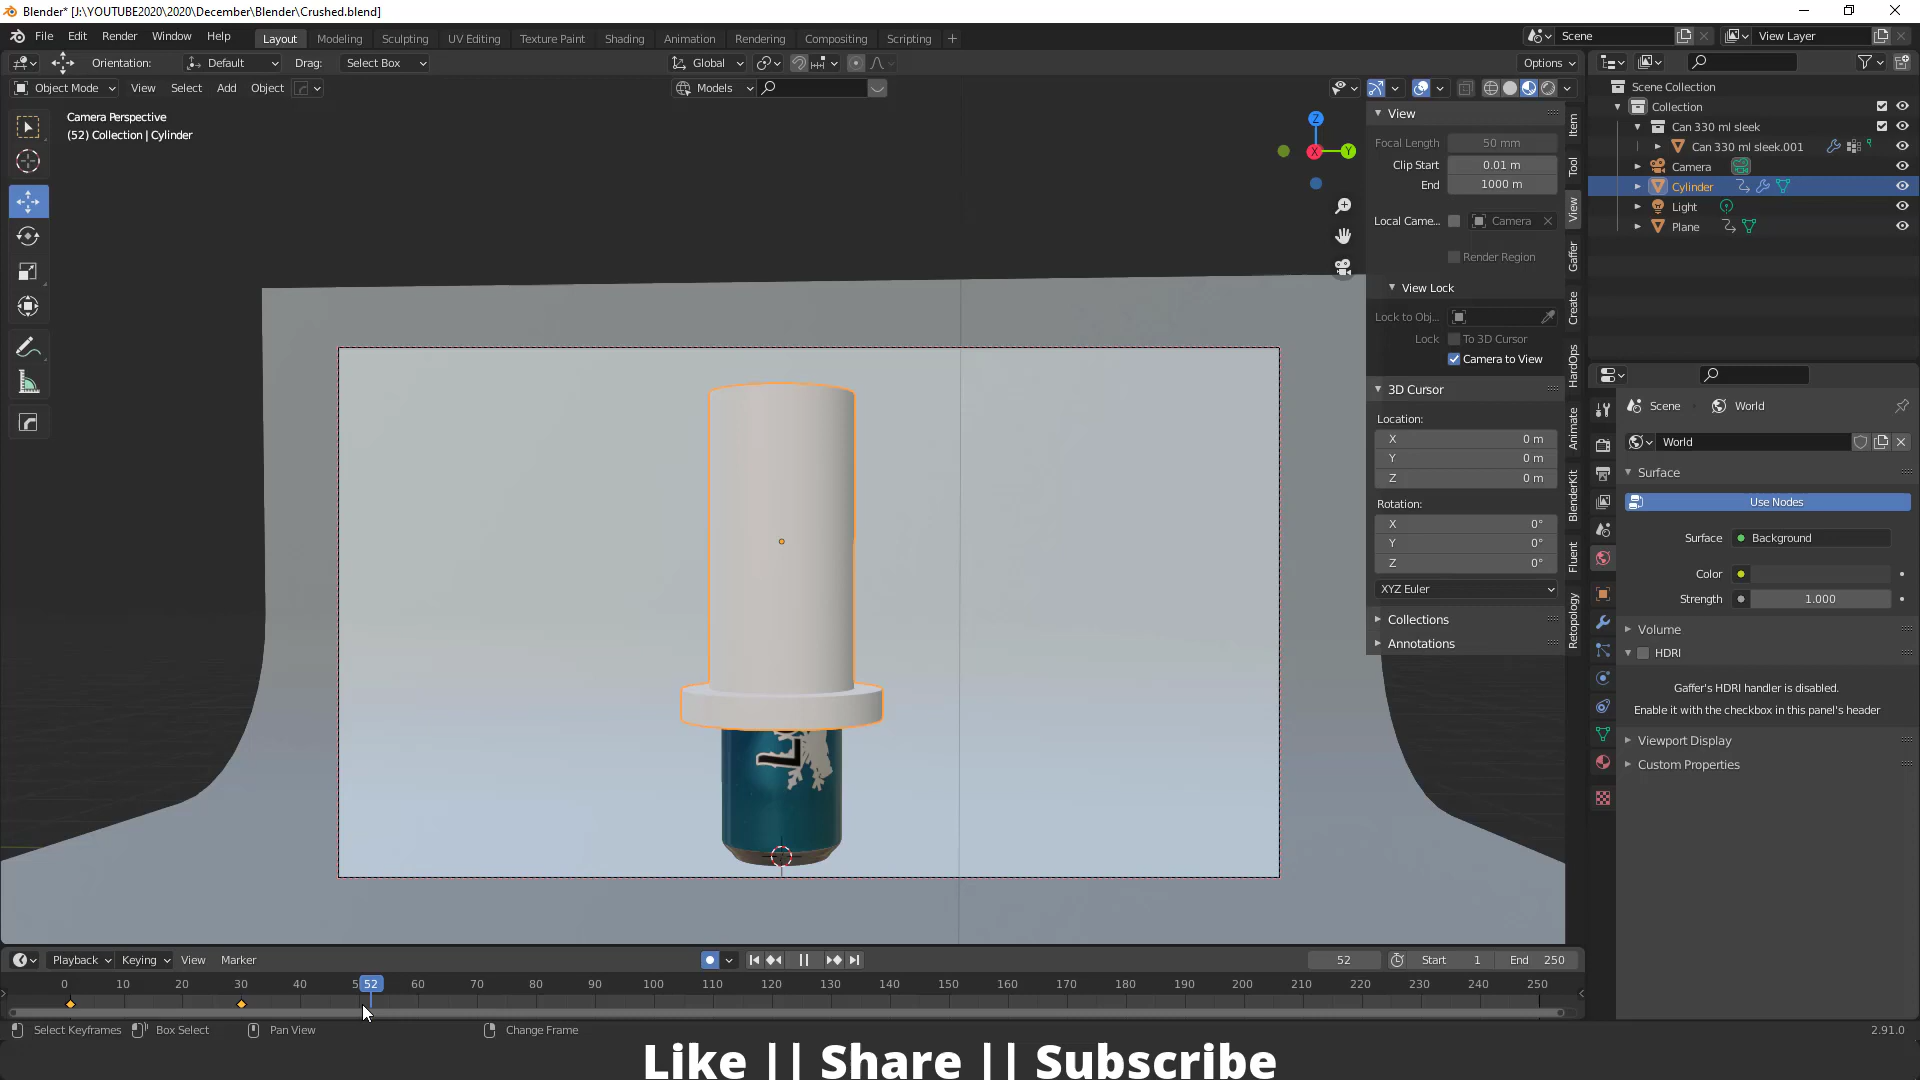 Blender* [J:\YOUTUBE2020\2020\December\Blender\Crushed.blend]
File Edit Render Window Help Layout Modeling Sculpting UV Editing Texture Paint Shading Animation Rendering Compositing Scripting + Scene View Layer
Orientation: Default Drag: Select Box Global Options
Object Mode View Select Add Object Models
Camera Perspective
(52) Collection | Cylinder
Z
X
Y
View
Focal Length 50 mm
Clip Start 0.01 m
End 1000 m
Local Came... Camera
Render Region
View Lock
Lock to Obj...
Lock To 3D Cursor
Camera to View
3D Cursor
Location:
X 0 m
Y 0 m
Z 0 m
Rotation:
X 0°
Y 0°
Z 0°
XYZ Euler
Collections
Annotations
Item
Tool
View
Gaffer
Create
HardOps
Animate
BlenderKit
Fluent
Retopology
Scene Collection
Collection
Can 330 ml sleek
Can 330 ml sleek.001
Camera
Cylinder
Light
Plane
Scene World
World
Surface
Use Nodes
Surface Background
Color
Strength 1.000
Volume
HDRI
Gaffer's HDRI handler is disabled.
Enable it with the checkbox in this panel's header
Viewport Display
Custom Properties
Playback Keying View Marker 52 Start 1 End 250
0 10 20 30 40 5 52 60 70 80 90 100 110 120 130 140 150 160 170 180 190 200 210 220 230 240 250
Select Keyframes Box Select Pan View Change Frame 2.91.0
Like || Share || Subscribe